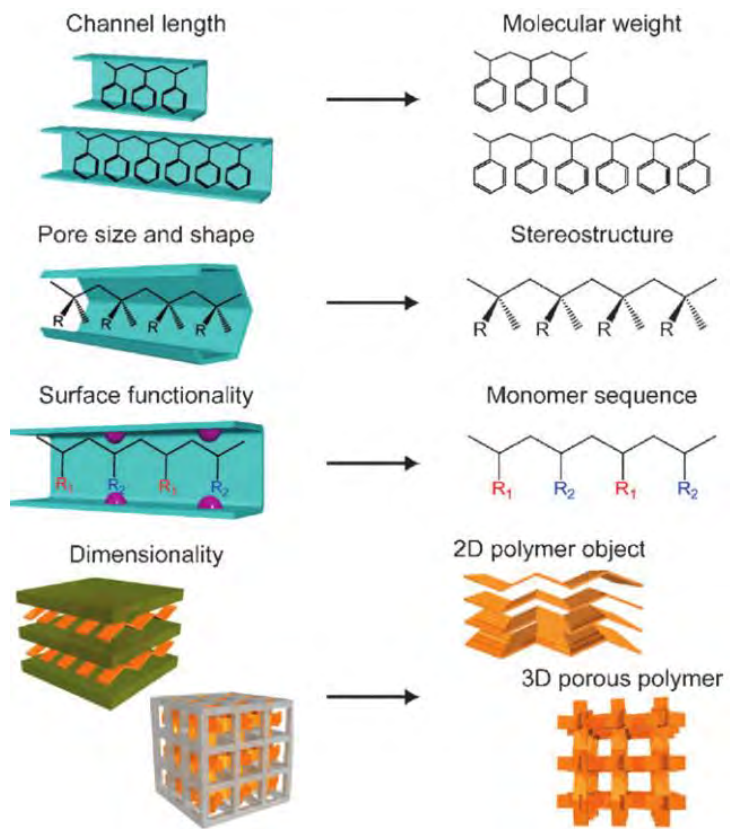 Channel length
Molecular weight
Pore size and shape
Stereostructure
R R R R
R R R R
Surface functionality
Monomer sequence
R₁ R₂ R₁ R₂
R₁ R₂ R₁ R₂
Dimensionality
2D polymer object
3D porous polymer